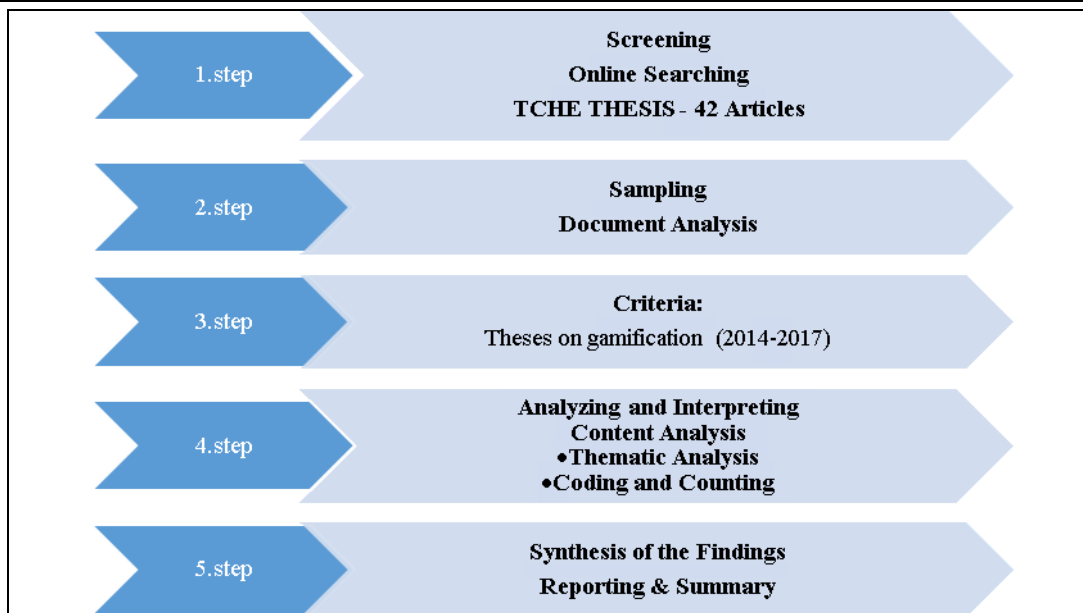 1.step
Screening
Online Searching
TCHE THESIS - 42 Articles
2.step
Sampling
Document Analysis
3.step
Criteria:
Theses on gamification (2014-2017)
4.step
Analyzing and Interpreting
Content Analysis
•Thematic Analysis
•Coding and Counting
5.step
Synthesis of the Findings
Reporting & Summary